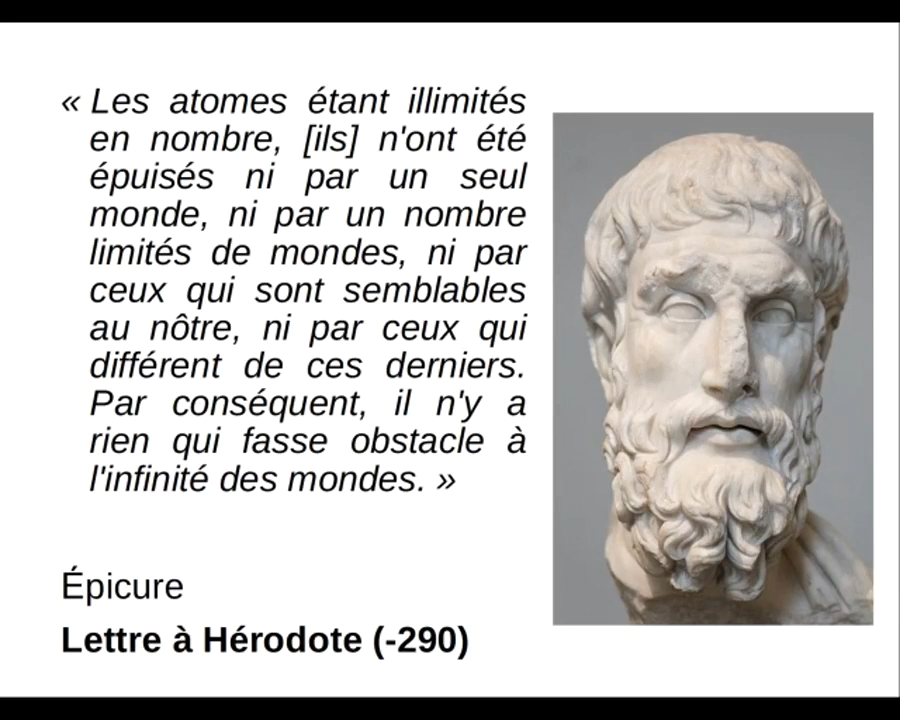 « Les atomes étant illimités
en nombre, [ils] n'ont été
épuisés ni par un seul
monde, ni par un nombre
limités de mondes, ni par
ceux qui sont semblables
au nôtre, ni par ceux qui
différent de ces derniers.
Par conséquent, il n'y a
rien qui fasse obstacle à
l'infinité des mondes. »
Épicure
Lettre à Hérodote (-290)